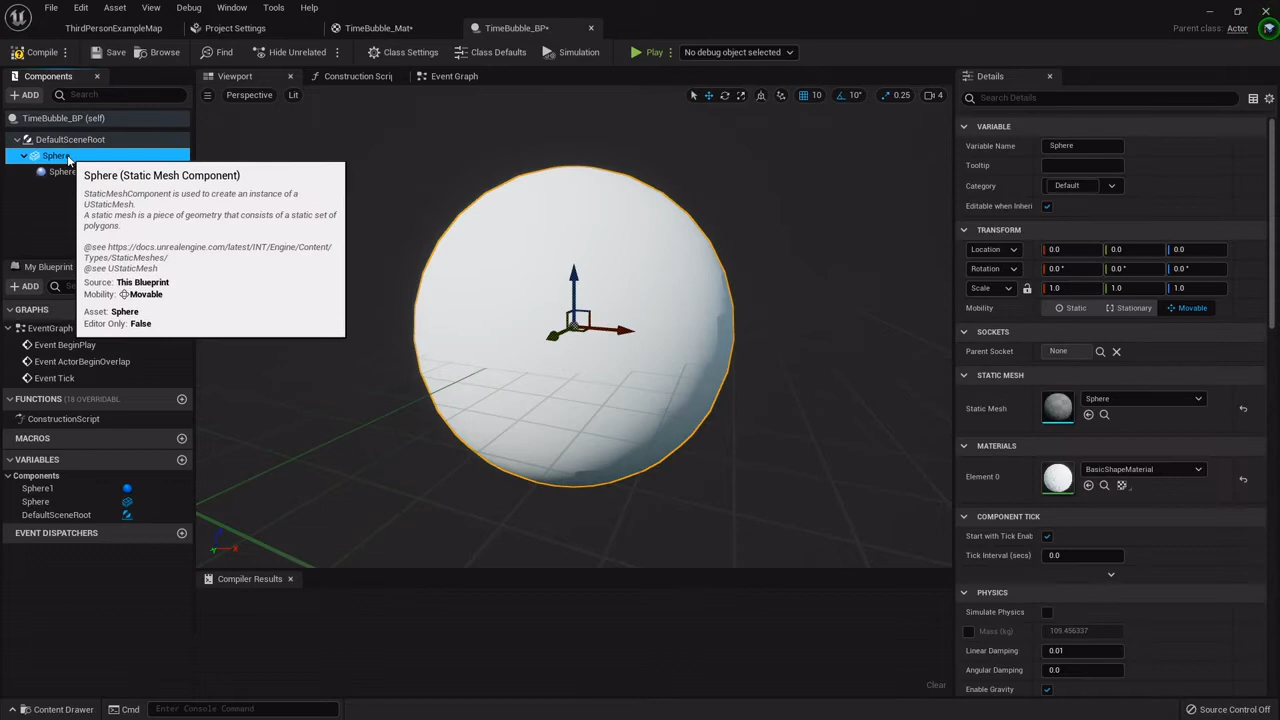 File Edit Asset View Debug Window Tools Help
ThirdPersonExampleMap Project Settings TimeBubble_Mat* TimeBubble_BP* Parent class: Actor
Compile Save Browse Find Hide Unrelated Class Settings Class Defaults Simulation Play No debug object selected
Components
ADD Search
TimeBubble_BP (self)
DefaultSceneRoot
Sphere
Sphere
Sphere (Static Mesh Component)
StaticMeshComponent is used to create an instance of a
UStaticMesh.
A static mesh is a piece of geometry that consists of a static set of
polygons.
@see https://docs.unrealengine.com/latest/INT/Engine/Content/
Types/StaticMeshes/
@see UStaticMesh
Source: This Blueprint
Mobility: Movable
Asset: Sphere
Editor Only: False
My Blueprint
ADD
GRAPHS
EventGraph
Event BeginPlay
Event ActorBeginOverlap
Event Tick
FUNCTIONS (18 OVERRIDABL
ConstructionScript
MACROS
VARIABLES
Components
Sphere1
Sphere
DefaultSceneRoot
EVENT DISPATCHERS
Viewport Construction Scrip Event Graph
Perspective Lit 10 10° 0.25 4
Compiler Results
Clear
Details
Search Details
VARIABLE
Variable Name Sphere
Tooltip
Category Default
Editable when Inheri
TRANSFORM
Location 0.0 0.0 0.0
Rotation 0.0 ° 0.0 ° 0.0 °
Scale 1.0 1.0 1.0
Mobility Static Stationary Movable
SOCKETS
Parent Socket None
STATIC MESH
Static Mesh Sphere
MATERIALS
Element 0 BasicShapeMaterial
COMPONENT TICK
Start with Tick Enab
Tick Interval (secs) 0.0
PHYSICS
Simulate Physics
Mass (kg) 109.456337
Linear Damping 0.01
Angular Damping 0.0
Enable Gravity
Content Drawer Cmd Enter Console Command Source Control Off